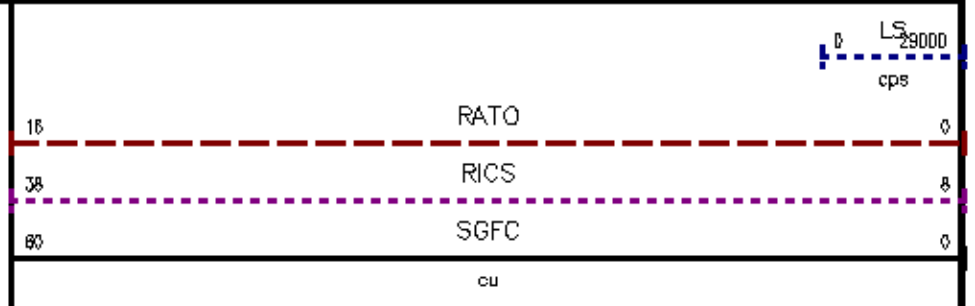 LS
0 29000
cps
RATO
16 0
RICS
38 8
SGFC
60 0
cu